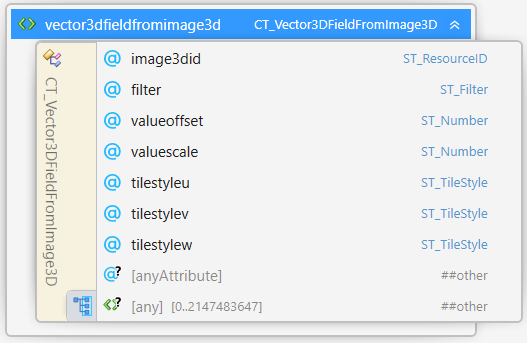 vector3dfieldfromimage3d CT_Vector3DFieldFromImage3D
CT_Vector3DFieldFromImage3D
@ image3did ST_ResourceID
@ filter ST_Filter
@ valueoffset ST_Number
@ valuescale ST_Number
@ tilestyleu ST_TileStyle
@ tilestylev ST_TileStyle
@ tilestylew ST_TileStyle
@? [anyAttribute] ##other
<>? [any] [0..2147483647] ##other